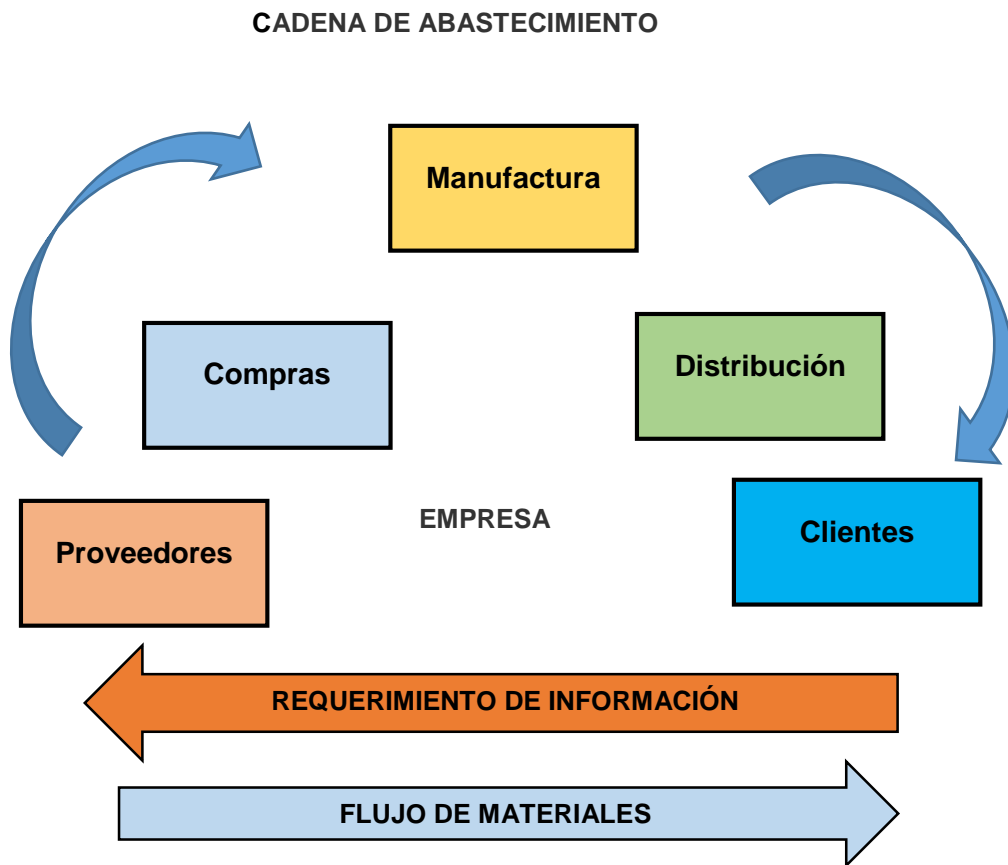 CADENA DE ABASTECIMIENTO
Manufactura
Compras
Distribución
EMPRESA
Proveedores
Clientes
REQUERIMIENTO DE INFORMACIÓN
FLUJO DE MATERIALES